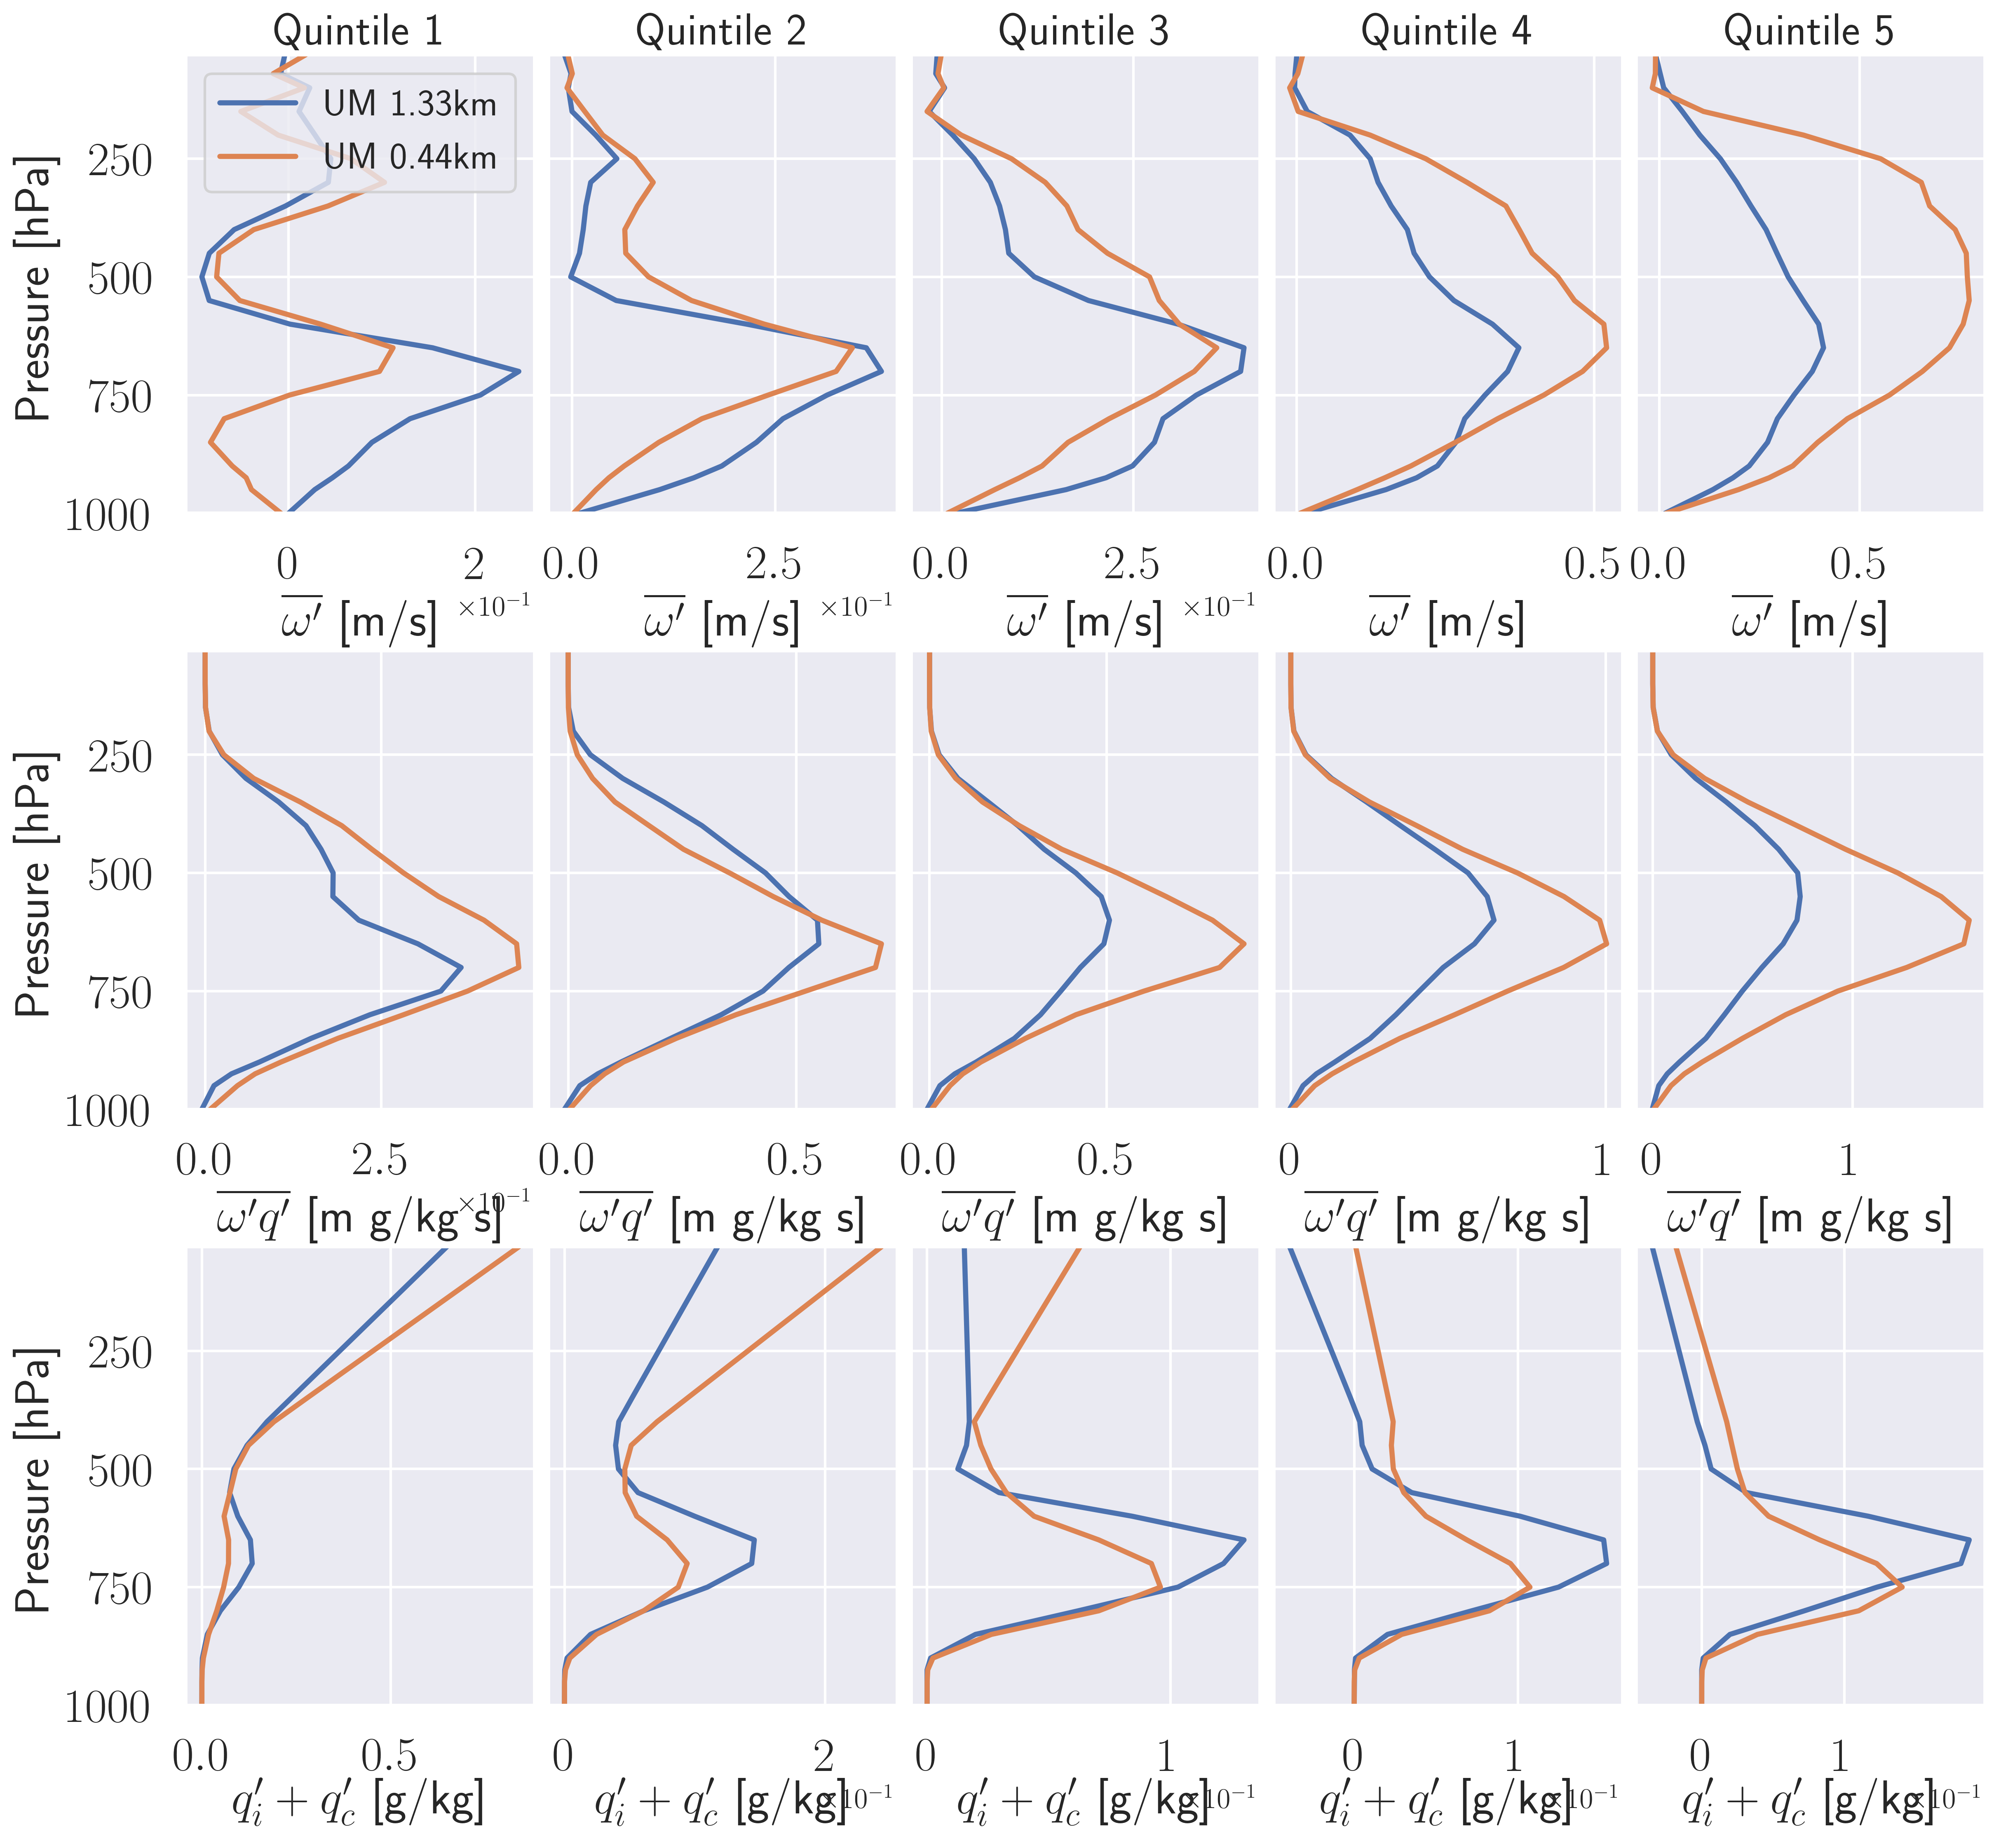 Quintile 1 Quintile 2 Quintile 3 Quintile 4 Quintile 5
UM 1.33km
UM 0.44km
Pressure [hPa]
250
500
750
1000
0 2 0.0 2.5 0.0 2.5 0.0 0.5 0.0 0.5
×10⁻¹ ×10⁻¹ ×10⁻¹
ω′ [m/s] ω′ [m/s] ω′ [m/s] ω′ [m/s] ω′ [m/s]
Pressure [hPa]
250
500
750
1000
0.0 2.5 0.0 0.5 0.0 0.5 0 1 0 1
×10⁻¹
ω′q′ [m g/kg s] ω′q′ [m g/kg s] ω′q′ [m g/kg s] ω′q′ [m g/kg s] ω′q′ [m g/kg s]
Pressure [hPa]
250
500
750
1000
0.0 0.5 0 2 0 1 0 1 0 1
×10⁻¹ ×10⁻¹ ×10⁻¹ ×10⁻¹
q′i + q′c [g/kg] q′i + q′c [g/kg] q′i + q′c [g/kg] q′i + q′c [g/kg] q′i + q′c [g/kg]